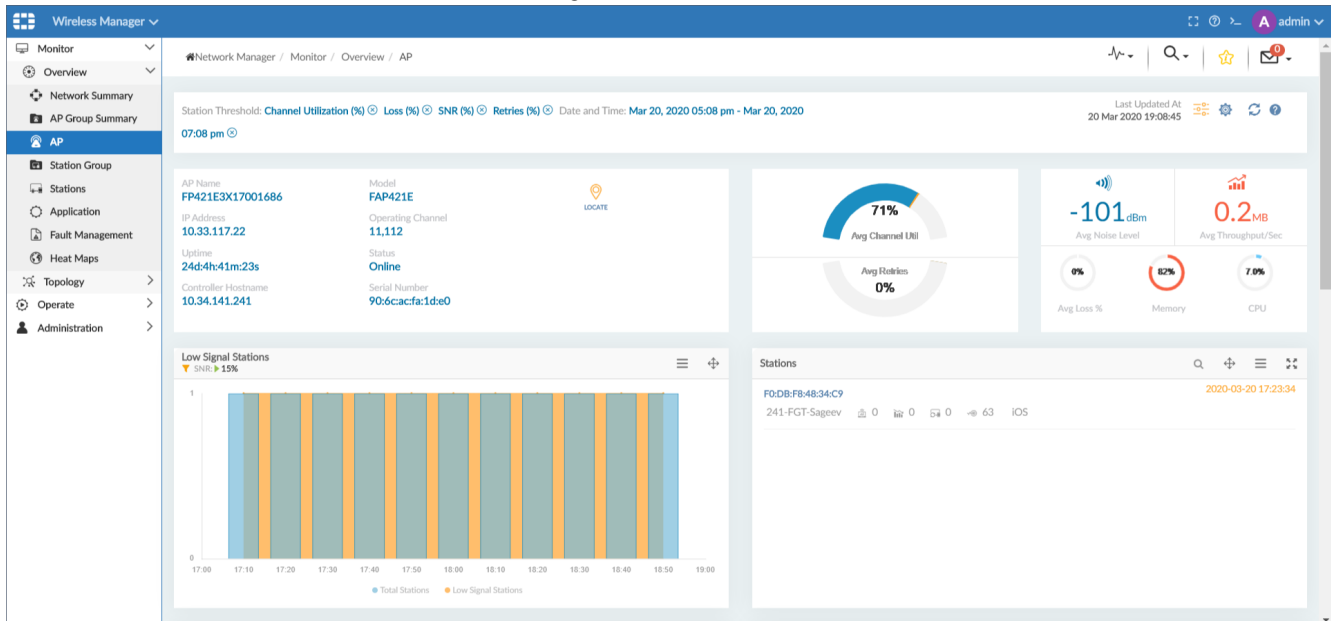 Wireless Manager
A admin
Monitor
Overview
Network Summary
AP Group Summary
AP
Station Group
Stations
Application
Fault Management
Heat Maps
Topology
Operate
Administration
Network Manager / Monitor / Overview / AP
0
Station Threshold: Channel Utilization (%) Loss (%) SNR (%) Retries (%) Date and Time: Mar 20, 2020 05:08 pm - Mar 20, 2020
07:08 pm
Last Updated At
20 Mar 2020 19:08:45
AP Name
FP421E3X17001686
Model
FAP421E
LOCATE
IP Address
10.33.117.22
Operating Channel
11,112
Uptime
24d:4h:41m:23s
Status
Online
Controller Hostname
10.34.141.241
Serial Number
90:6c:ac:fa:1d:e0
71%
Avg Channel Util
Avg Retries
0%
-101 dBm
Avg Noise Level
0.2 MB
Avg Throughput/Sec
0%
Avg Loss %
82%
Memory
7.0%
CPU
Low Signal Stations
SNR: 15%
1
0
17:00 17:10 17:20 17:30 17:40 17:50 18:00 18:10 18:20 18:30 18:40 18:50 19:00
Total Stations Low Signal Stations
Stations
F0:DB:F8:48:34:C9
2020-03-20 17:23:34
241-FGT-Sageev 0 0 0 63 iOS